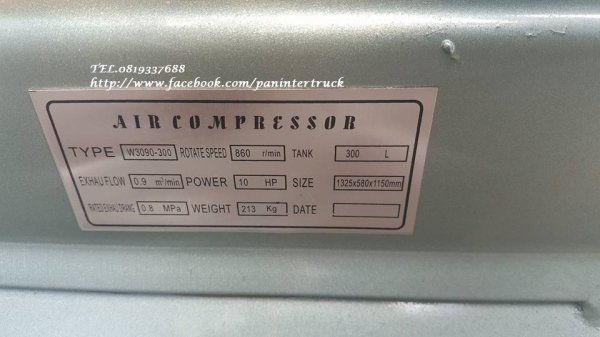 TEL.0819337688
http://www.facebook.com/paninterruck
AIR COMPRESSOR
TYPE W3090-300 ROTATE SPEED 860 r/min TANK 300 L
EXHAU FLOW 0.9 m³/min POWER 10 HP SIZE 1325x580x1150mm
0.8 MPa WEIGHT 213 Kg DATE